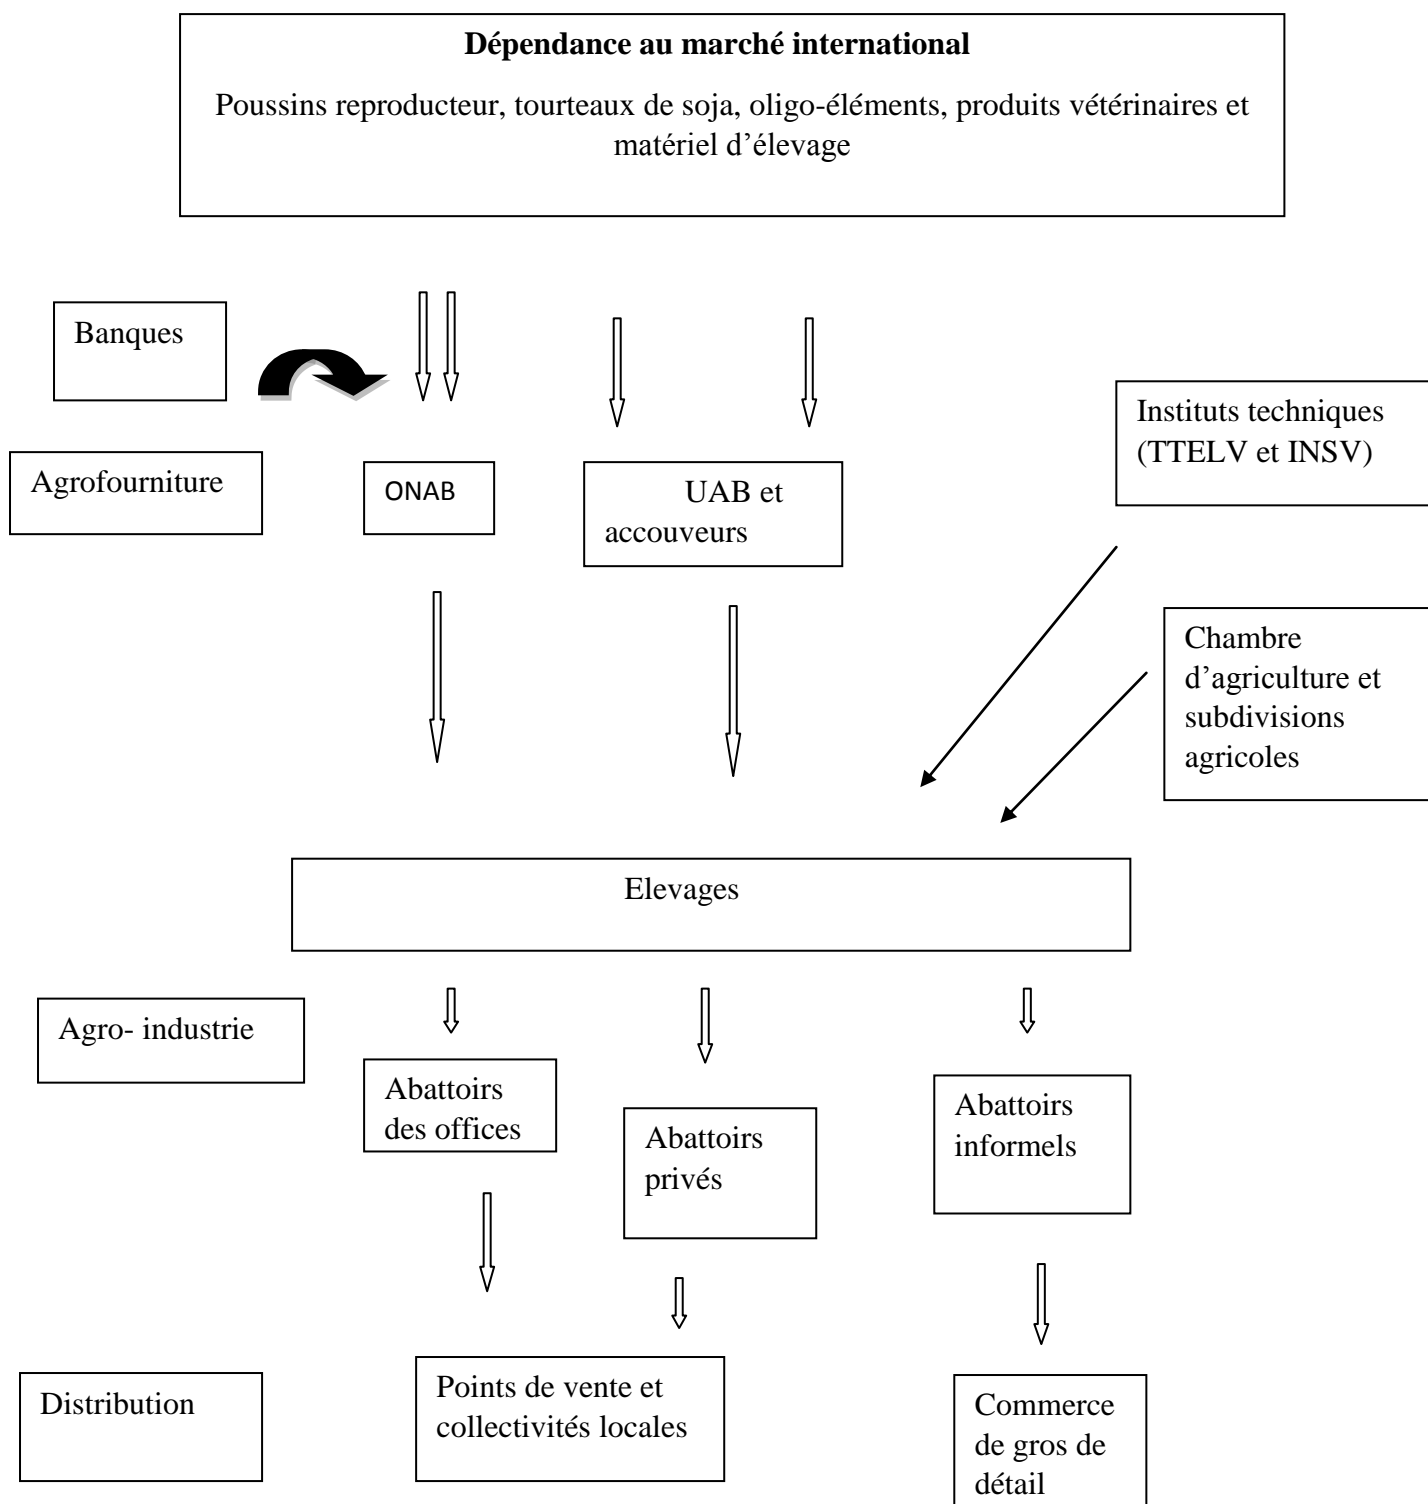 Dépendance au marché international
Poussins reproducteur, tourteaux de soja, oligo-éléments, produits vétérinaires et
matériel d’élevage
Banques
Instituts techniques
(TTELV et INSV)
Agrofourniture
ONAB
UAB et
accouveurs
Chambre
d’agriculture et
subdivisions
agricoles
Elevages
Agro- industrie
Abattoirs
des offices
Abattoirs
privés
Abattoirs
informels
Distribution
Points de vente et
collectivités locales
Commerce
de gros de
détail